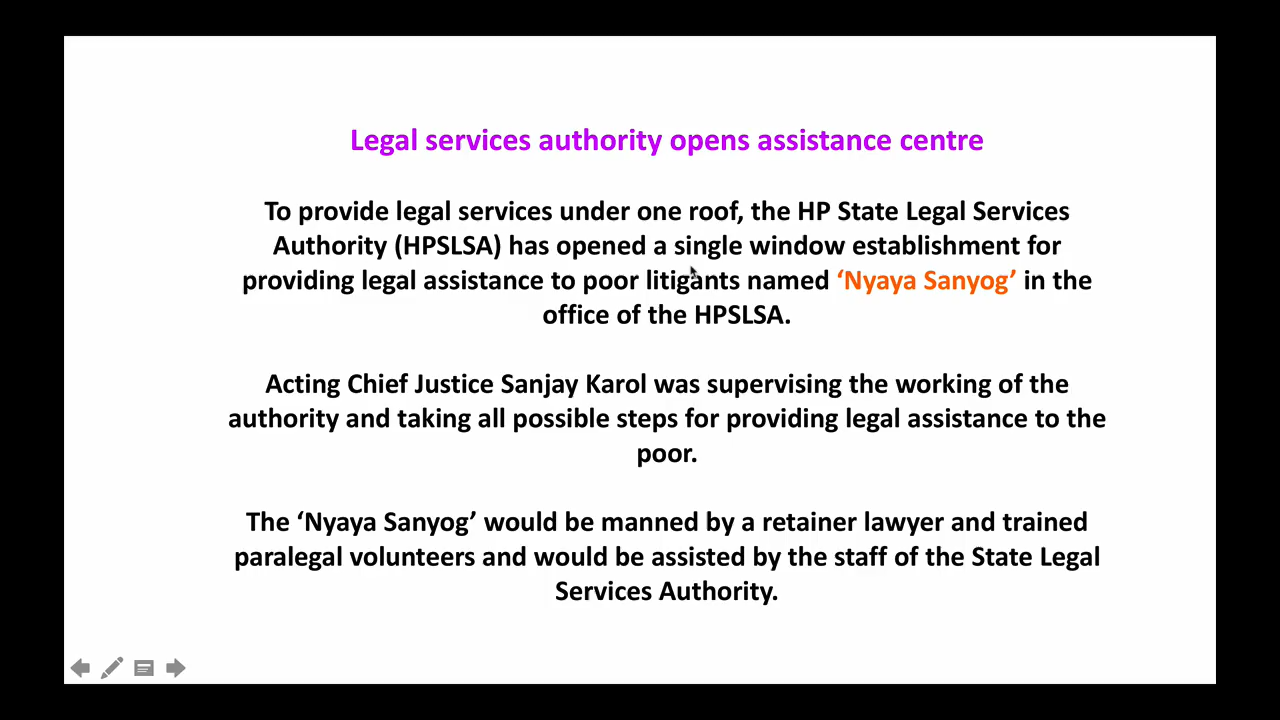 Legal services authority opens assistance centre
To provide legal services under one roof, the HP State Legal Services
Authority (HPSLSA) has opened a single window establishment for
providing legal assistance to poor litigants named ‘Nyaya Sanyog’ in the
office of the HPSLSA.
Acting Chief Justice Sanjay Karol was supervising the working of the
authority and taking all possible steps for providing legal assistance to the
poor.
The ‘Nyaya Sanyog’ would be manned by a retainer lawyer and trained
paralegal volunteers and would be assisted by the staff of the State Legal
Services Authority.